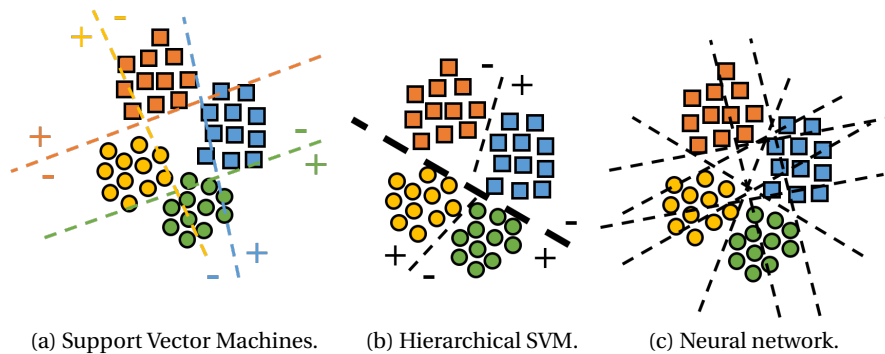 + -
+ -
- +
- +
- +
+ -
-
+
(a) Support Vector Machines.
(b) Hierarchical SVM.
(c) Neural network.